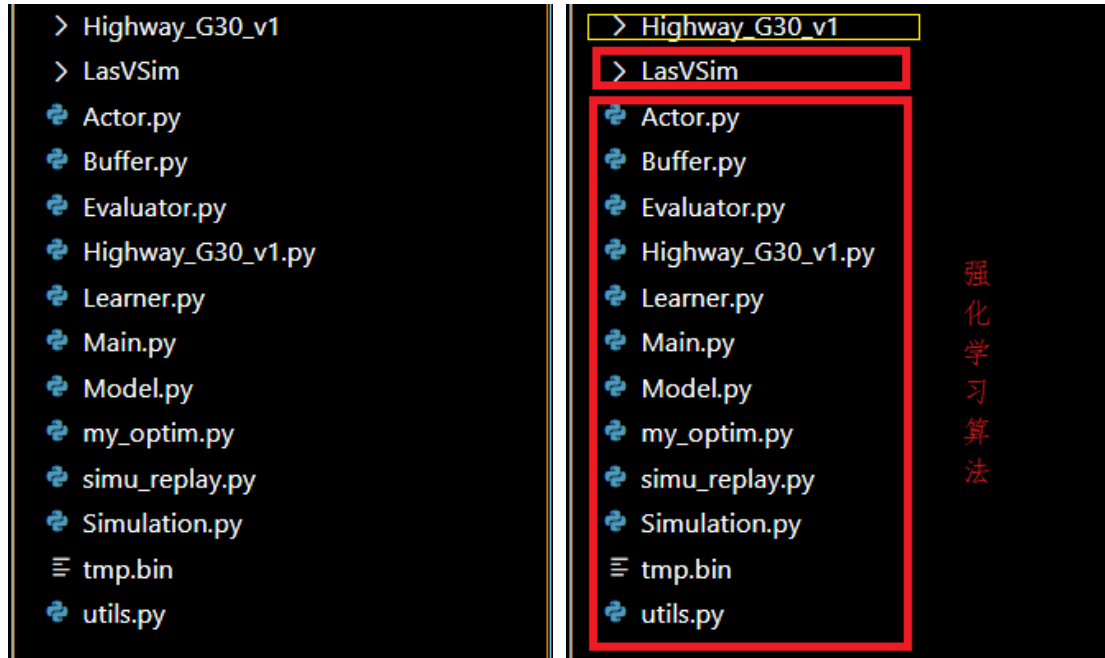 > Highway_G30_v1
> LasVSim
Actor.py
Buffer.py
Evaluator.py
Highway_G30_v1.py
Learner.py
Main.py
Model.py
my_optim.py
simu_replay.py
Simulation.py
tmp.bin
utils.py
> Highway_G30_v1
> LasVSim
Actor.py
Buffer.py
Evaluator.py
Highway_G30_v1.py
Learner.py
Main.py
Model.py
my_optim.py
simu_replay.py
Simulation.py
tmp.bin
utils.py
强化学习算法